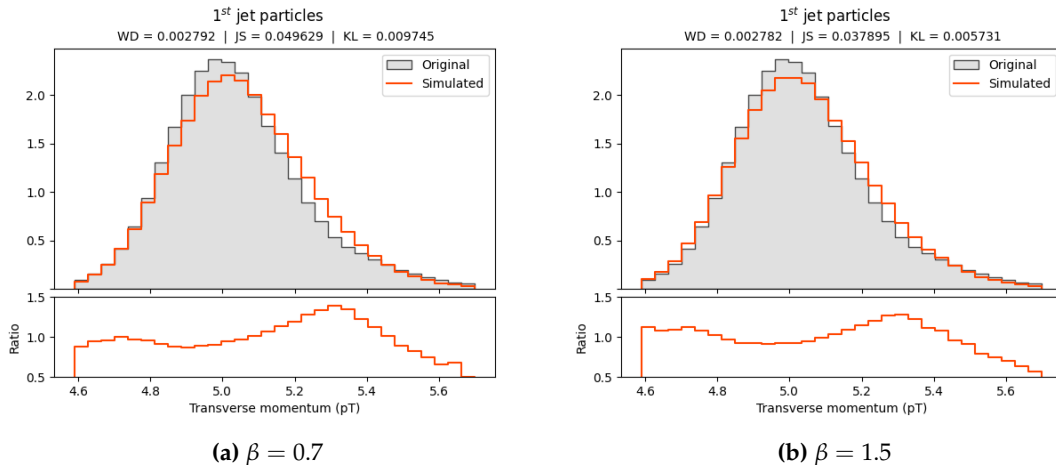 1st jet particles
WD = 0.002792 | JS = 0.049629 | KL = 0.009745
Original
Simulated
2.0
1.5
1.0
0.5
1.5
1.0
0.5
Ratio
4.6 4.8 5.0 5.2 5.4 5.6
Transverse momentum (pT)
(a) β = 0.7
1st jet particles
WD = 0.002782 | JS = 0.037895 | KL = 0.005731
Original
Simulated
2.0
1.5
1.0
0.5
1.5
1.0
0.5
Ratio
4.6 4.8 5.0 5.2 5.4 5.6
Transverse momentum (pT)
(b) β = 1.5